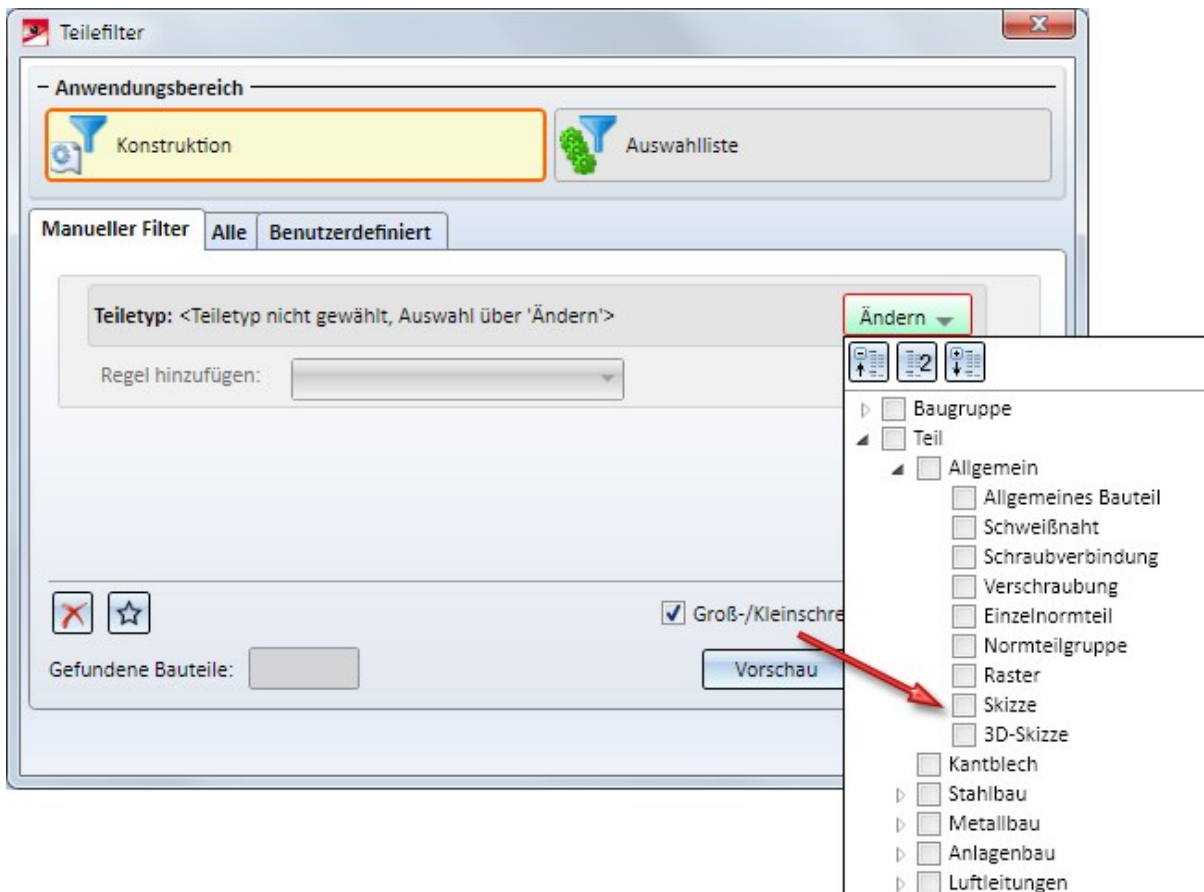 Teilefilter
Anwendungsbereich
Konstruktion
Auswahlliste
Manueller Filter
Alle
Benutzerdefiniert
Teiletyp: <Teiletyp nicht gewählt, Auswahl über 'Ändern'>
Ändern
Regel hinzufügen:
2
Baugruppe
Teil
Allgemein
Allgemeines Bauteil
Schweißnaht
Schraubverbindung
Verschraubung
Einzelnormteil
Normteilgruppe
Raster
Skizze
3D-Skizze
Kantblech
Stahlbau
Metallbau
Anlagenbau
Luftleitungen
Groß-/Kleinschre
Gefundene Bauteile:
Vorschau